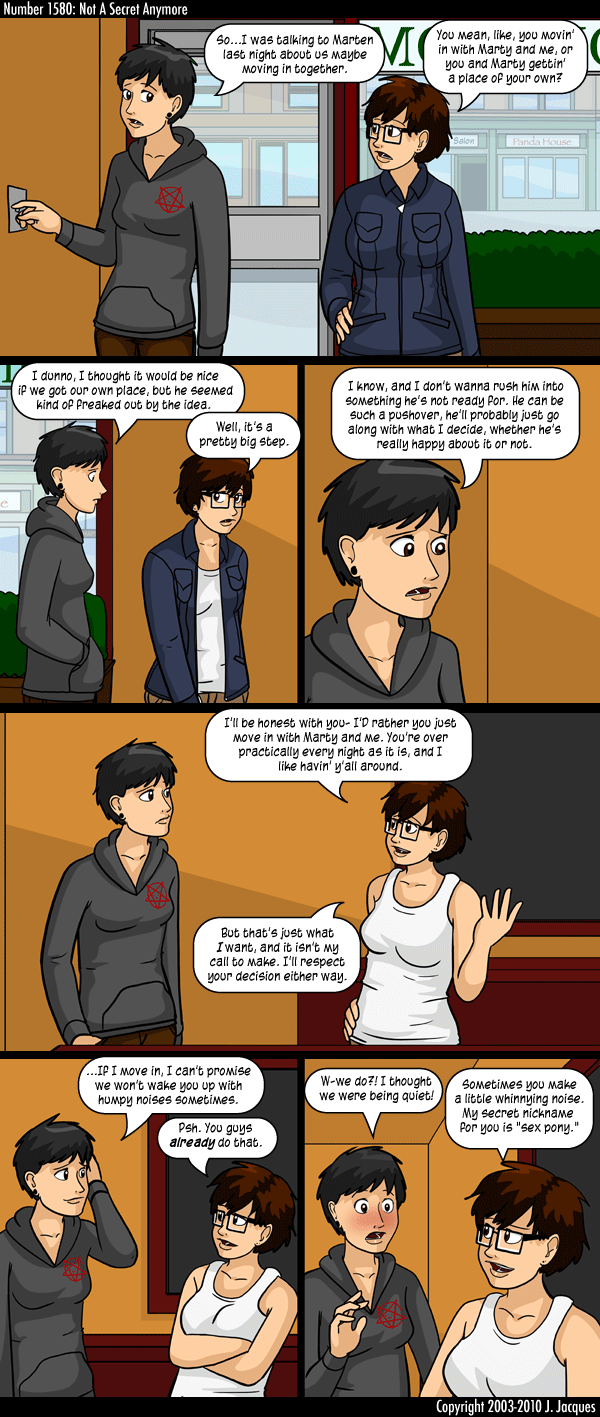 Number 1580: Not A Secret Anymore
So...I was talking to Marten
last night about us maybe
moving in together.
MO
You mean, like, you movin'
in with Marty and me, or
you and Marty gettin'
a place of your own?
Salon
Panda House
I dunno, I thought it would be nice
if we got our own place, but he seemed
kind of freaked out by the idea.
Well, it's a
pretty big step.
I know, and I don't wanna rush him into
something he's not ready for. He can be
such a pushover, he'll probably just go
along with what I decide, whether he's
really happy about it or not.
I'll be honest with you- I'D rather you just
move in with Marty and me. You're over
practically every night as it is, and I
like havin' y'all around.
But that's just what
I want, and it isn't my
call to make. I'll respect
your decision either way.
...If I move in, I can't promise
we won't wake you up with
humpy noises sometimes.
Psh. You guys
already do that.
W-we do?! I thought
we were being quiet!
Sometimes you make
a little whinnying noise.
My secret nickname
for you is "sex pony."
Copyright 2003-2010 J. Jacques